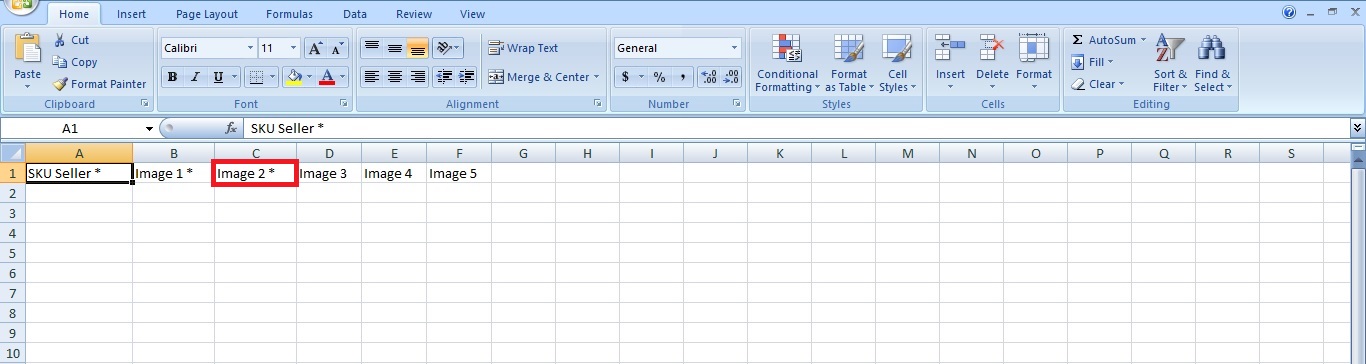 Home Insert Page Layout Formulas Data Review View
Cut
Copy
Format Painter
Paste
Clipboard
Calibri 11 A A
B I U A
Font
Wrap Text
Merge & Center
Alignment
General
$ % , .0 .00 .00 .0
Number
Conditional Formatting
Format as Table
Cell Styles
Styles
Insert Delete Format
Cells
Σ AutoSum
Fill
Clear
Sort & Filter
Find & Select
Editing
A1 fx SKU Seller *
A B C D E F G H I J K L M N O P Q R S
1 SKU Seller * Image 1 * Image 2 * Image 3 Image 4 Image 5
2
3
4
5
6
7
8
9
10